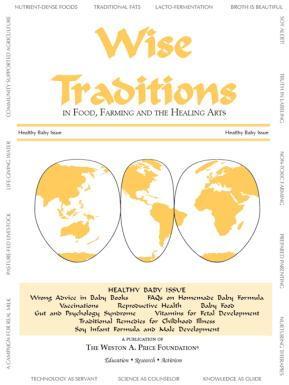 NUTRIENT-DENSE FOODS TRADITIONAL FATS LACTO-FERMENTATION BROTH IS BEAUTIFUL
COMMUNITY SUPPORTED AGRICULTURE
LIFE-GIVING WATER
PASTURE-FED LIVESTOCK
A CAMPAIGN FOR REAL MILK
SOY ALERT!
TRUTH IN LABELING
NON-TOXIC FARMING
PREPARED PARENTING
NURTURING THERAPIES
Wise
Traditions
IN FOOD, FARMING AND THE HEALING ARTS
Healthy Baby Issue Healthy Baby Issue
HEALTHY BABY ISSUE
Wrong Advice in Baby Books FAQs on Homemade Baby Formula
Vaccinations Reproductive Health Baby Food
Gut and Psychology Syndrome Vitamins for Fetal Development
Traditional Remedies for Childhood Illness
Soy Infant Formula and Male Development
A PUBLICATION OF
THE WESTON A. PRICE FOUNDATION®
Education • Research • Activism
TECHNOLOGY AS SERVANT SCIENCE AS COUNSELOR KNOWLEDGE AS GUIDE